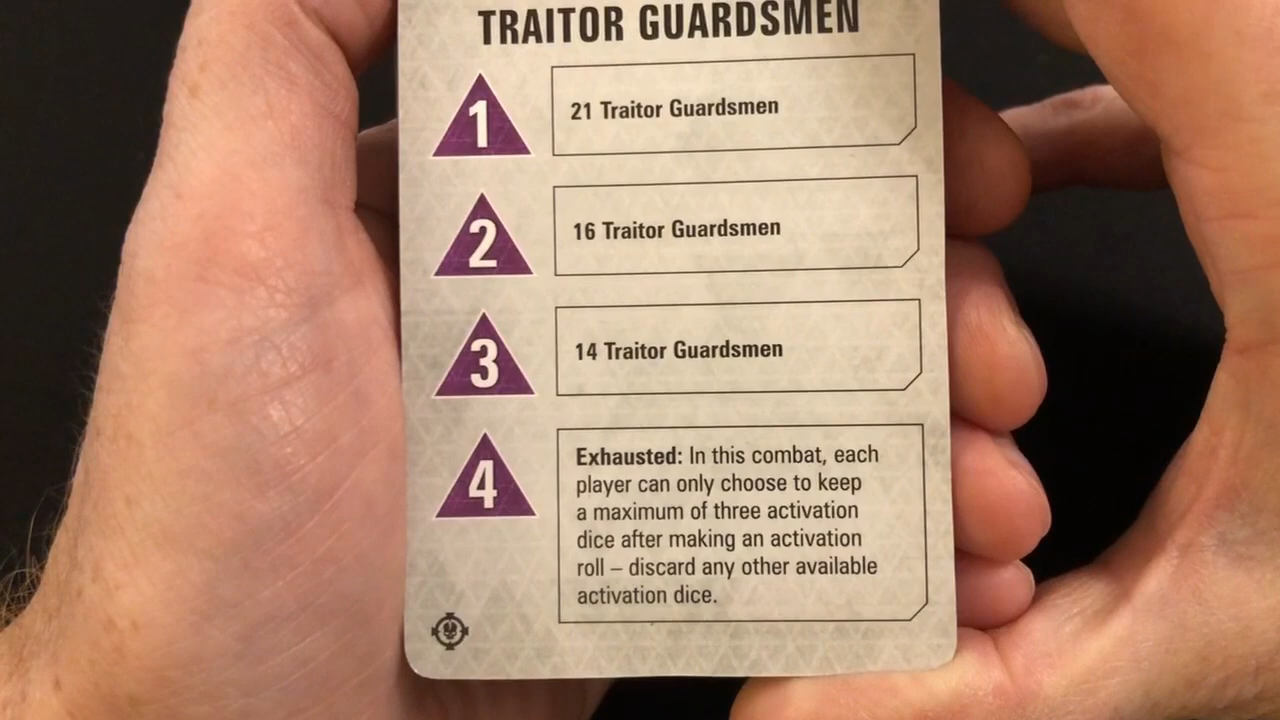 TRAITOR GUARDSMEN
1
21 Traitor Guardsmen
2
16 Traitor Guardsmen
3
14 Traitor Guardsmen
4
Exhausted: In this combat, each
player can only choose to keep
a maximum of three activation
dice after making an activation
roll – discard any other available
activation dice.